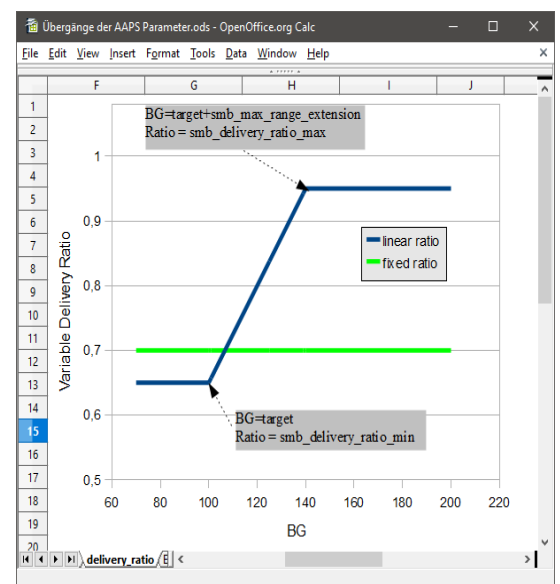 Übergänge der AAPS Parameter.ods - OpenOffice.org Calc
File Edit View Insert Format Tools Data Window Help
F G H I J
1
2
3
4
5
6
7
8
9
10
11
12
13
14
15
16
17
18
19
20
BG=target+smb_max_range_extension
Ratio = smb_delivery_ratio_max
1
0,9
0,8
0,7
0,6
0,5
Variable Delivery Ratio
linear ratio
fixed ratio
BG=target
Ratio = smb_delivery_ratio_min
60 80 100 120 140 160 180 200 220
BG
delivery_ratio